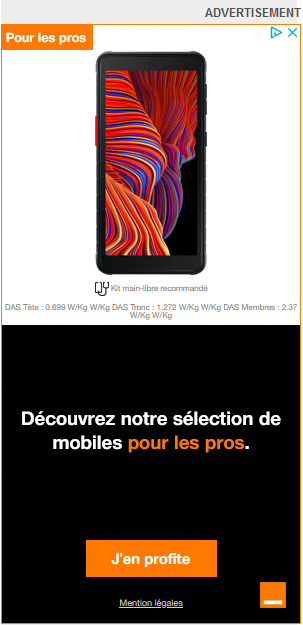 ADVERTISEMENT
Pour les pros
Kit main-libre recommandé
DAS Tête : 0.699 W/Kg W/Kg DAS Tronc : 1.272 W/Kg W/Kg DAS Membres : 2.37
W/Kg W/Kg
Découvrez notre sélection de
mobiles pour les pros.
J'en profite
Mention légales